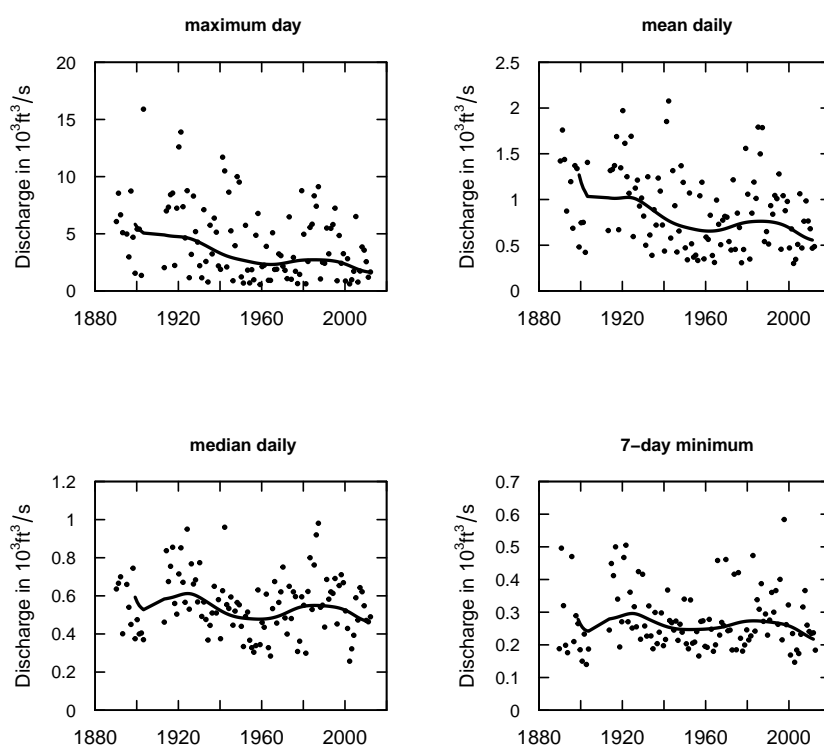 maximum day
Discharge in 10³ft³/s
20
15
10
5
0
1880 1920 1960 2000
mean daily
Discharge in 10³ft³/s
2.5
2
1.5
1
0.5
0
1880 1920 1960 2000
median daily
Discharge in 10³ft³/s
1.2
1
0.8
0.6
0.4
0.2
0
1880 1920 1960 2000
7−day minimum
Discharge in 10³ft³/s
0.7
0.6
0.5
0.4
0.3
0.2
0.1
0
1880 1920 1960 2000